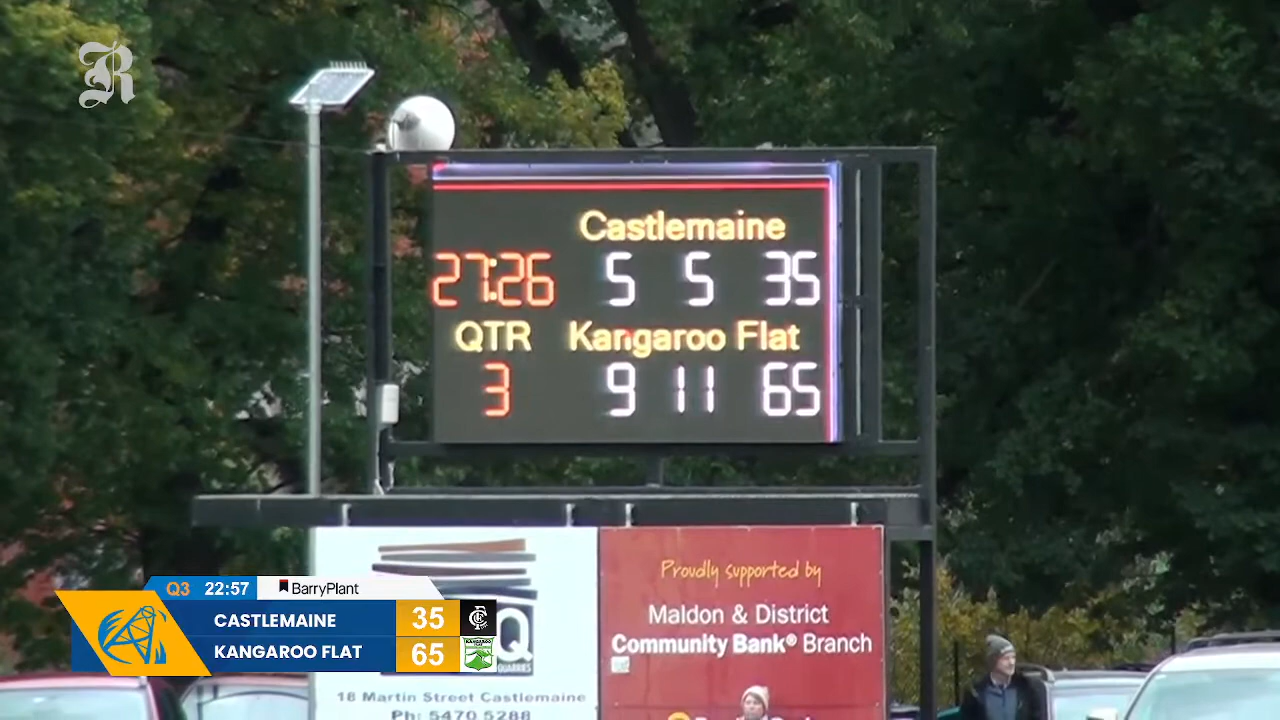 R
Castlemaine
27:26 5 5 35
QTR Kangaroo Flat
3 9 11 65
Proudly supported by
Maldon & District
Community Bank® Branch
Q
QUARRIES
18 Martin Street Castlemaine
Ph: 5470 5288
Q3 22:57 BarryPlant
CASTLEMAINE 35
KANGAROO FLAT 65